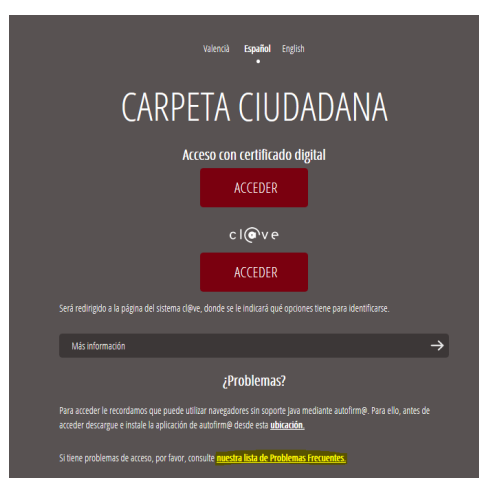 Valencià Español English
CARPETA CIUDADANA
Acceso con certificado digital
ACCEDER
cl@ve
ACCEDER
Será redirigido a la página del sistema cl@ve, donde se le indicará qué opciones tiene para identificarse.
Más información
¿Problemas?
Para acceder le recordamos que puede utilizar navegadores sin soporte Java mediante autofirm@. Para ello, antes de
acceder descargue e instale la aplicación de autofirm@ desde esta ubicación.
Si tiene problemas de acceso, por favor, consulte nuestra lista de Problemas Frecuentes.